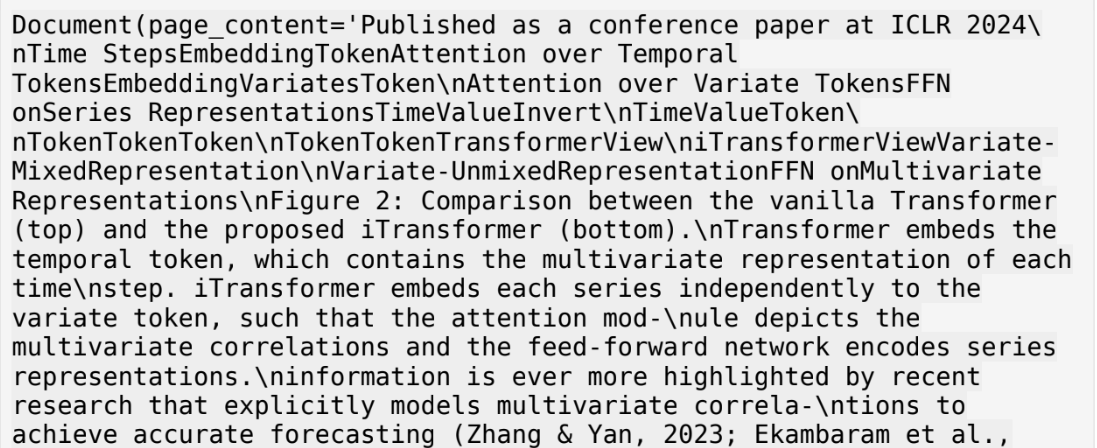 Document(page_content='Published as a conference paper at ICLR 2024\
nTime StepsEmbeddingTokenAttention over Temporal
TokensEmbeddingVariatesToken\nAttention over Variate TokensFFN
onSeries RepresentationsTimeValueInvert\nTimeValueToken\
nTokenTokenToken\nTokenTokenTransformerView\niTransformerViewVariate-
MixedRepresentation\nVariate-UnmixedRepresentationFFN onMultivariate
Representations\nFigure 2: Comparison between the vanilla Transformer
(top) and the proposed iTransformer (bottom).\nTransformer embeds the
temporal token, which contains the multivariate representation of each
time\nstep. iTransformer embeds each series independently to the
variate token, such that the attention mod-\nule depicts the
multivariate correlations and the feed-forward network encodes series
representations.\ninformation is ever more highlighted by recent
research that explicitly models multivariate correla-\ntions to
achieve accurate forecasting (Zhang & Yan, 2023; Ekambaram et al.,